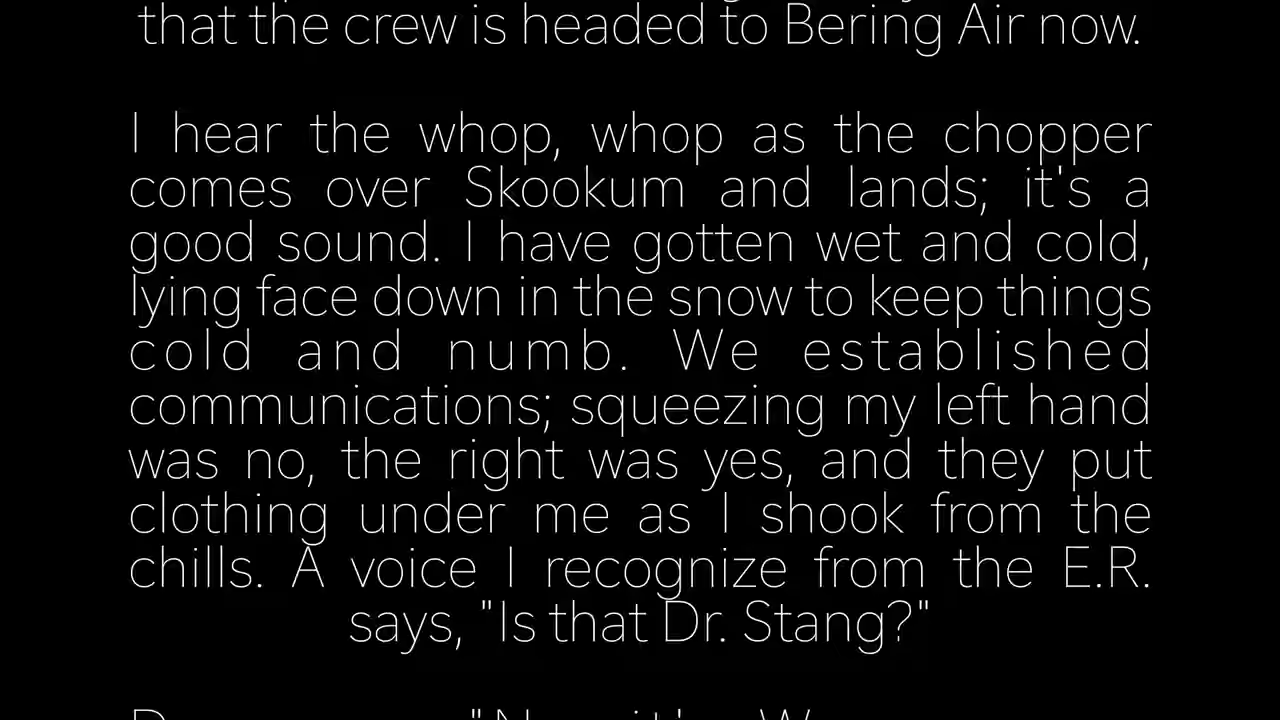 that the crew is headed to Bering Air now.
I hear the whop, whop as the chopper
comes over Skookum and lands; it's a
good sound. I have gotten wet and cold,
lying face down in the snow to keep things
cold and numb. We established
communications; squeezing my left hand
was no, the right was yes, and they put
clothing under me as I shook from the
chills. A voice I recognize from the E.R.
says, "Is that Dr. Stang?"